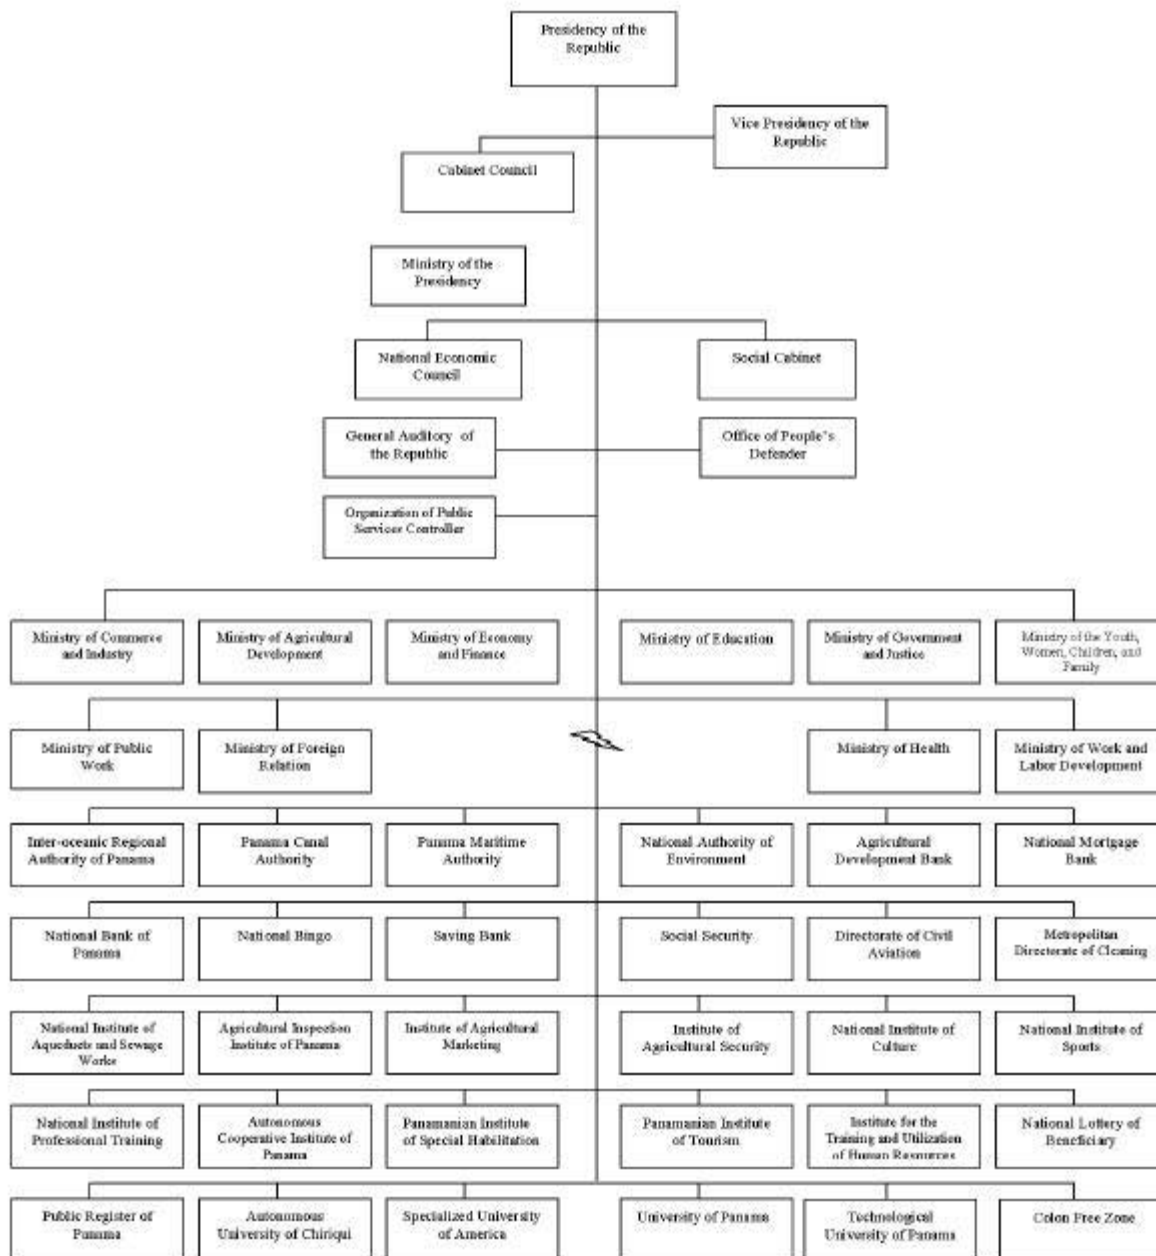 Presidency of the
Republic
Vice Presidency of the
Republic
Cabinet Council
Ministry of the
Presidency
National Economic
Council
Social Cabinet
General Auditory of
the Republic
Office of People's
Defender
Organization of Public
Services Controller
Ministry of Commerce
and Industry
Ministry of Agricultural
Development
Ministry of Economy
and Finance
Ministry of Education
Ministry of Government
and Justice
Ministry of the Youth,
Women, Children, and
Family
Ministry of Public
Work
Ministry of Foreign
Relation
Ministry of Health
Ministry of Work and
Labor Development
Inter-oceanic Regional
Authority of Panama
Panama Canal
Authority
Panama Maritime
Authority
National Authority of
Environment
Agricultural
Development Bank
National Mortgage
Bank
National Bank of
Panama
National Bingo
Saving Bank
Social Security
Directorate of Civil
Aviation
Metropolitan
Directorate of Cleaning
National Institute of
Aqueducts and Sewage
Works
Agricultural Inspection
Institute of Panama
Institute of Agricultural
Marketing
Institute of
Agricultural Security
National Institute of
Culture
National Institute of
Sports
National Institute of
Professional Training
Autonomous
Cooperative Institute of
Panama
Panamanian Institute
of Special Habilitation
Panamanian Institute
of Tourism
Institute for the
Training and Utilization
of Human Resources
National Lottery of
Beneficiary
Public Register of
Panama
Autonomous
University of Chiriqui
Specialized University
of America
University of Panama
Technological
University of Panama
Colon Free Zone